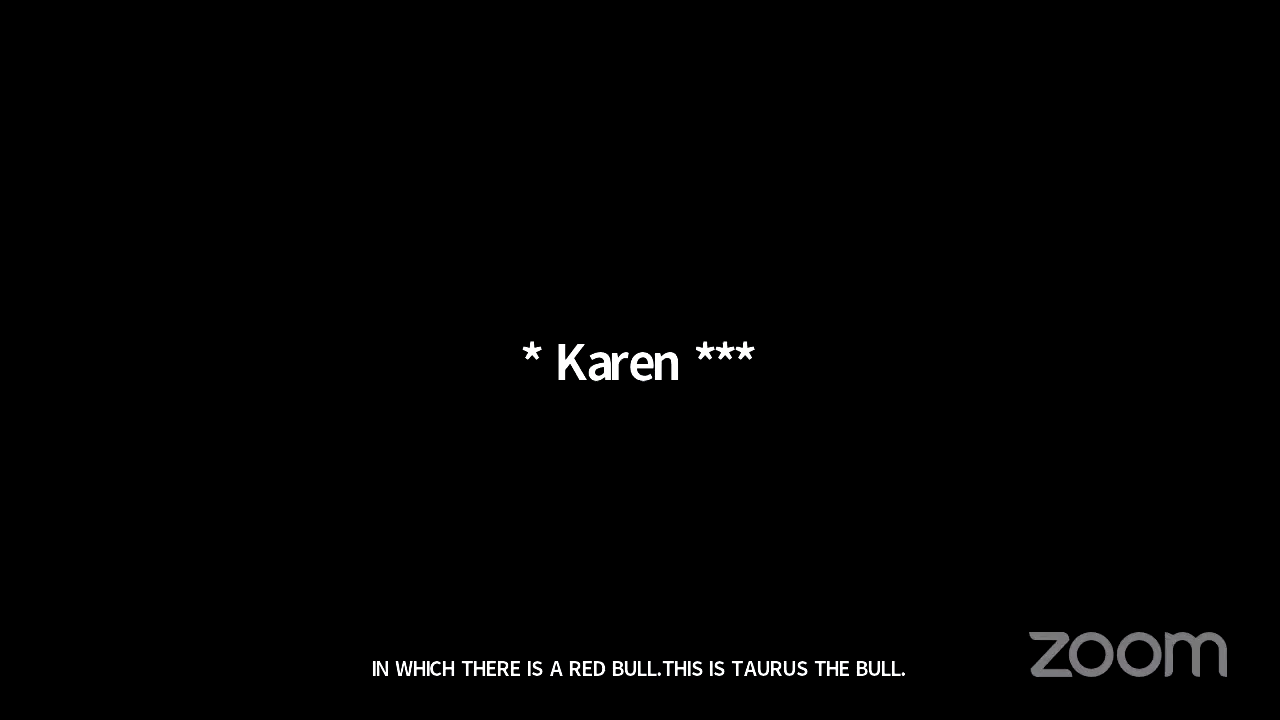 * Karen ***
zoom
IN WHICH THERE IS A RED BULL.THIS IS TAURUS THE BULL.